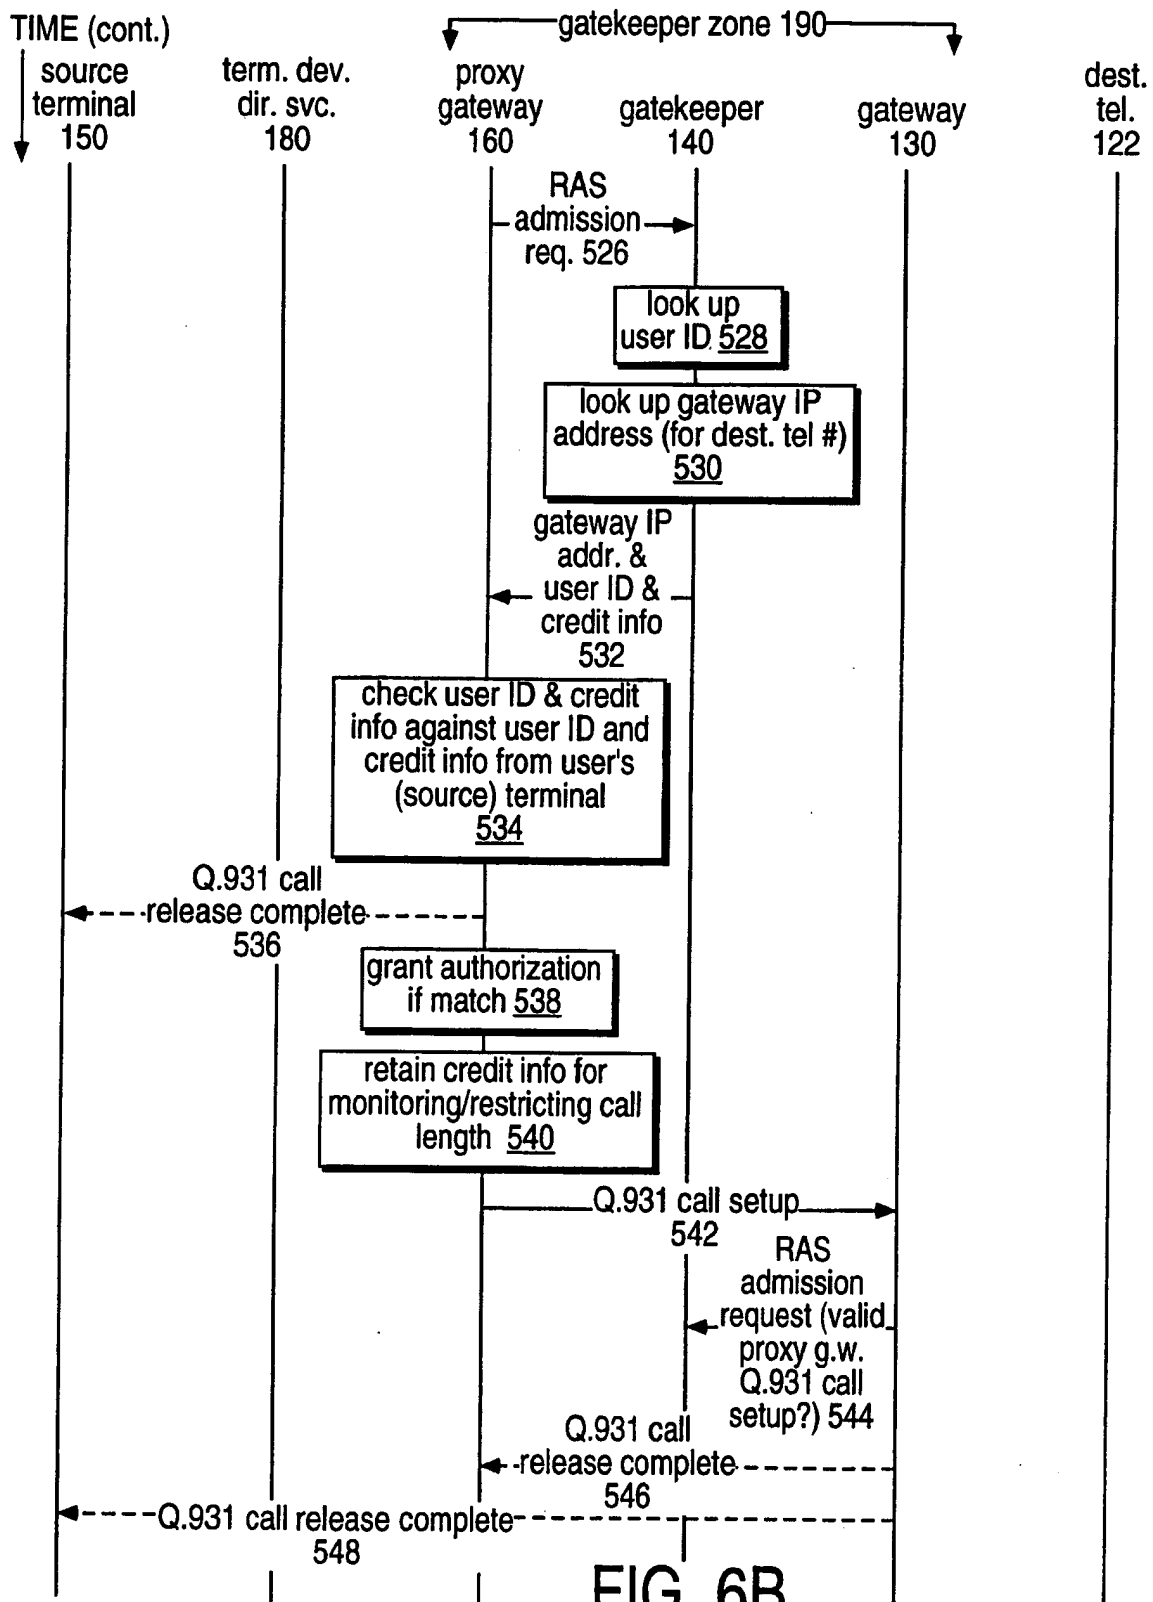 TIME (cont.)
gatekeeper zone 190
source
terminal
150
term. dev.
dir. svc.
180
proxy
gateway
160
gatekeeper
140
gateway
130
dest.
tel.
122
RAS
admission
req. 526
look up
user ID 528
look up gateway IP
address (for dest. tel #)
530
gateway IP
addr. &
user ID &
credit info
532
check user ID & credit
info against user ID and
credit info from user's
(source) terminal
534
Q.931 call
release complete
536
grant authorization
if match 538
retain credit info for
monitoring/restricting call
length 540
Q.931 call setup
542
RAS
admission
request (valid
proxy g.w.
Q.931 call
setup?) 544
Q.931 call
release complete
546
Q.931 call release complete
548
FIG. 6B